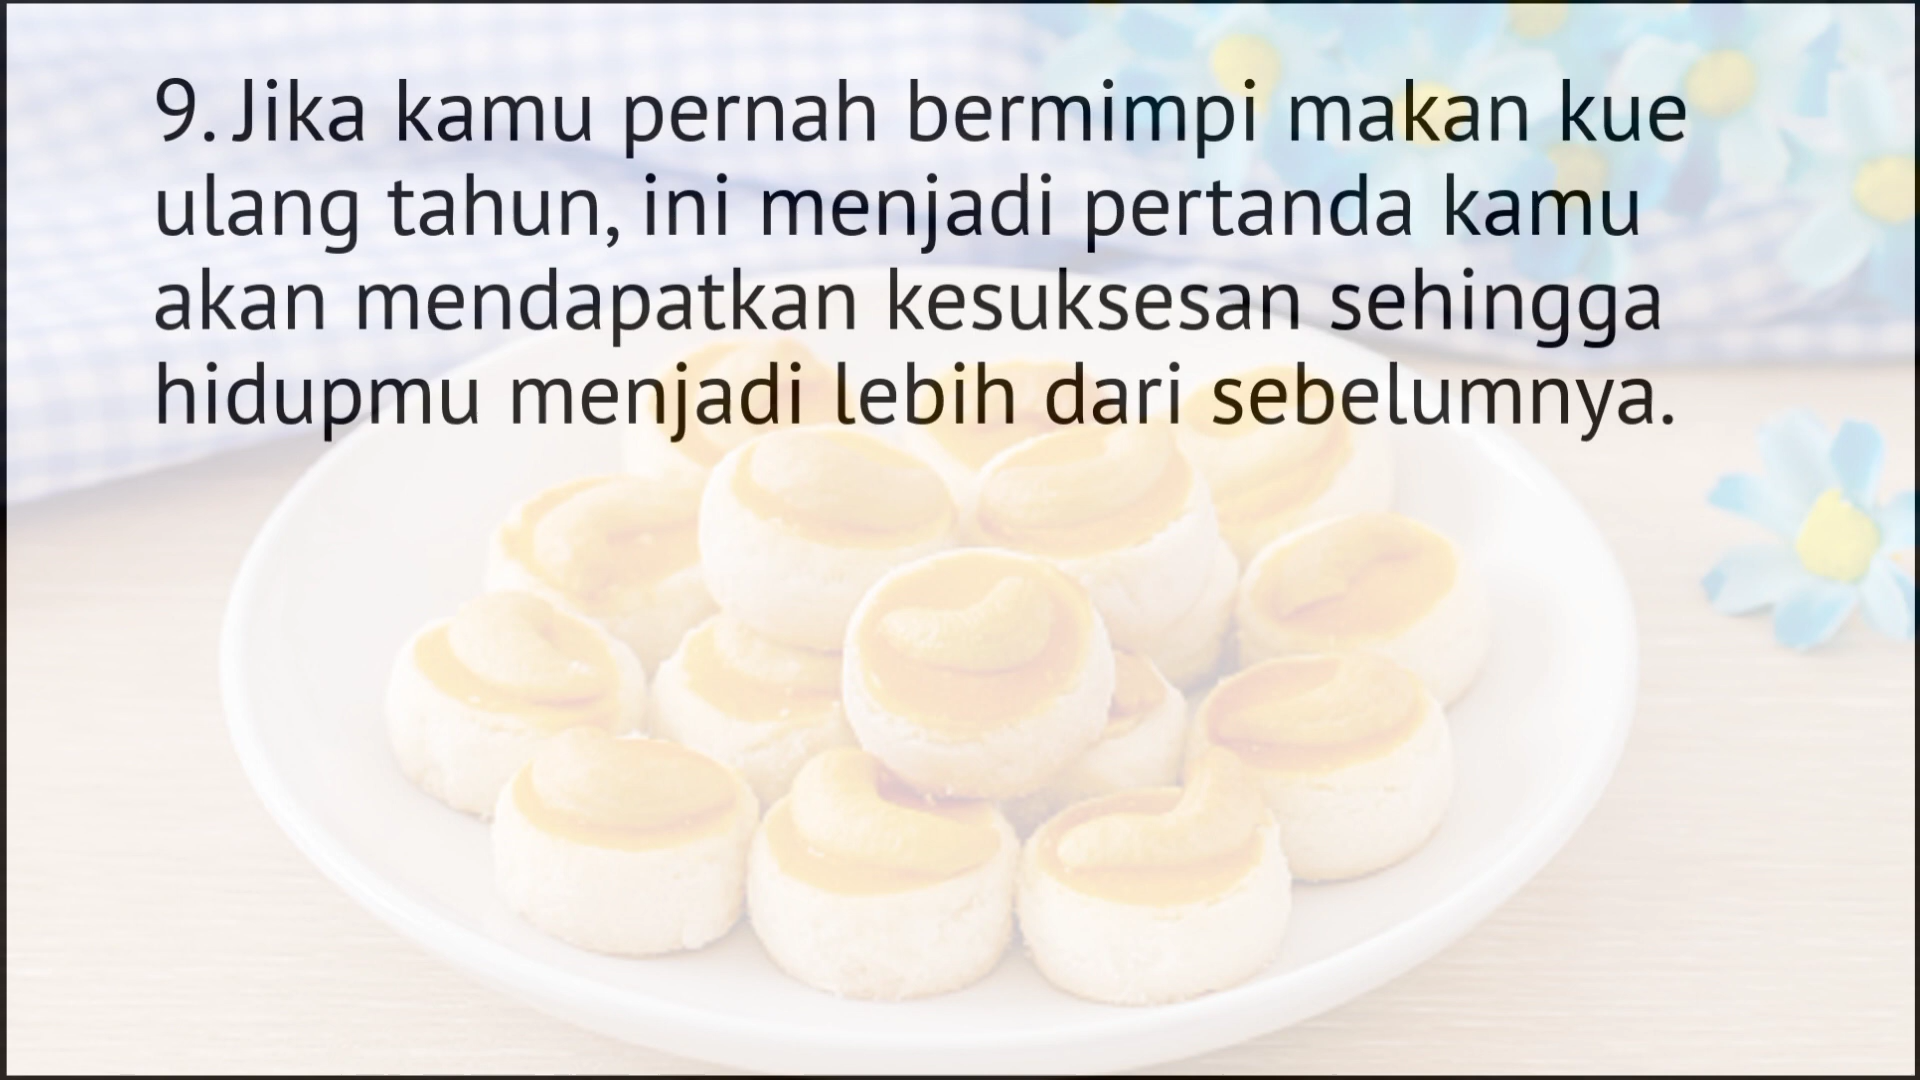 9. Jika kamu pernah bermimpi makan kue
ulang tahun, ini menjadi pertanda kamu
akan mendapatkan kesuksesan sehingga
hidupmu menjadi lebih dari sebelumnya.